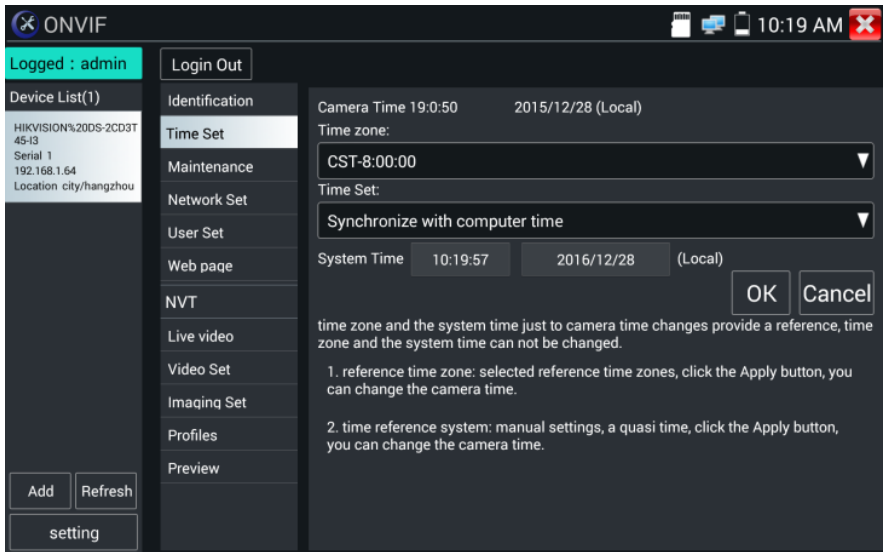 ONVIF
10:19 AM
Logged : admin
Login Out
Device List(1)
HIKVISION%20DS-2CD3T
45-I3
Serial 1
192.168.1.64
Location city/hangzhou
Add
Refresh
setting
Identification
Time Set
Maintenance
Network Set
User Set
Web page
NVT
Live video
Video Set
Imaging Set
Profiles
Preview
Camera Time 19:0:50 2015/12/28 (Local)
Time zone:
CST-8:00:00
Time Set:
Synchronize with computer time
System Time 10:19:57 2016/12/28 (Local)
OK
Cancel
time zone and the system time just to camera time changes provide a reference, time
zone and the system time can not be changed.
1. reference time zone: selected reference time zones, click the Apply button, you
can change the camera time.
2. time reference system: manual settings, a quasi time, click the Apply button,
you can change the camera time.